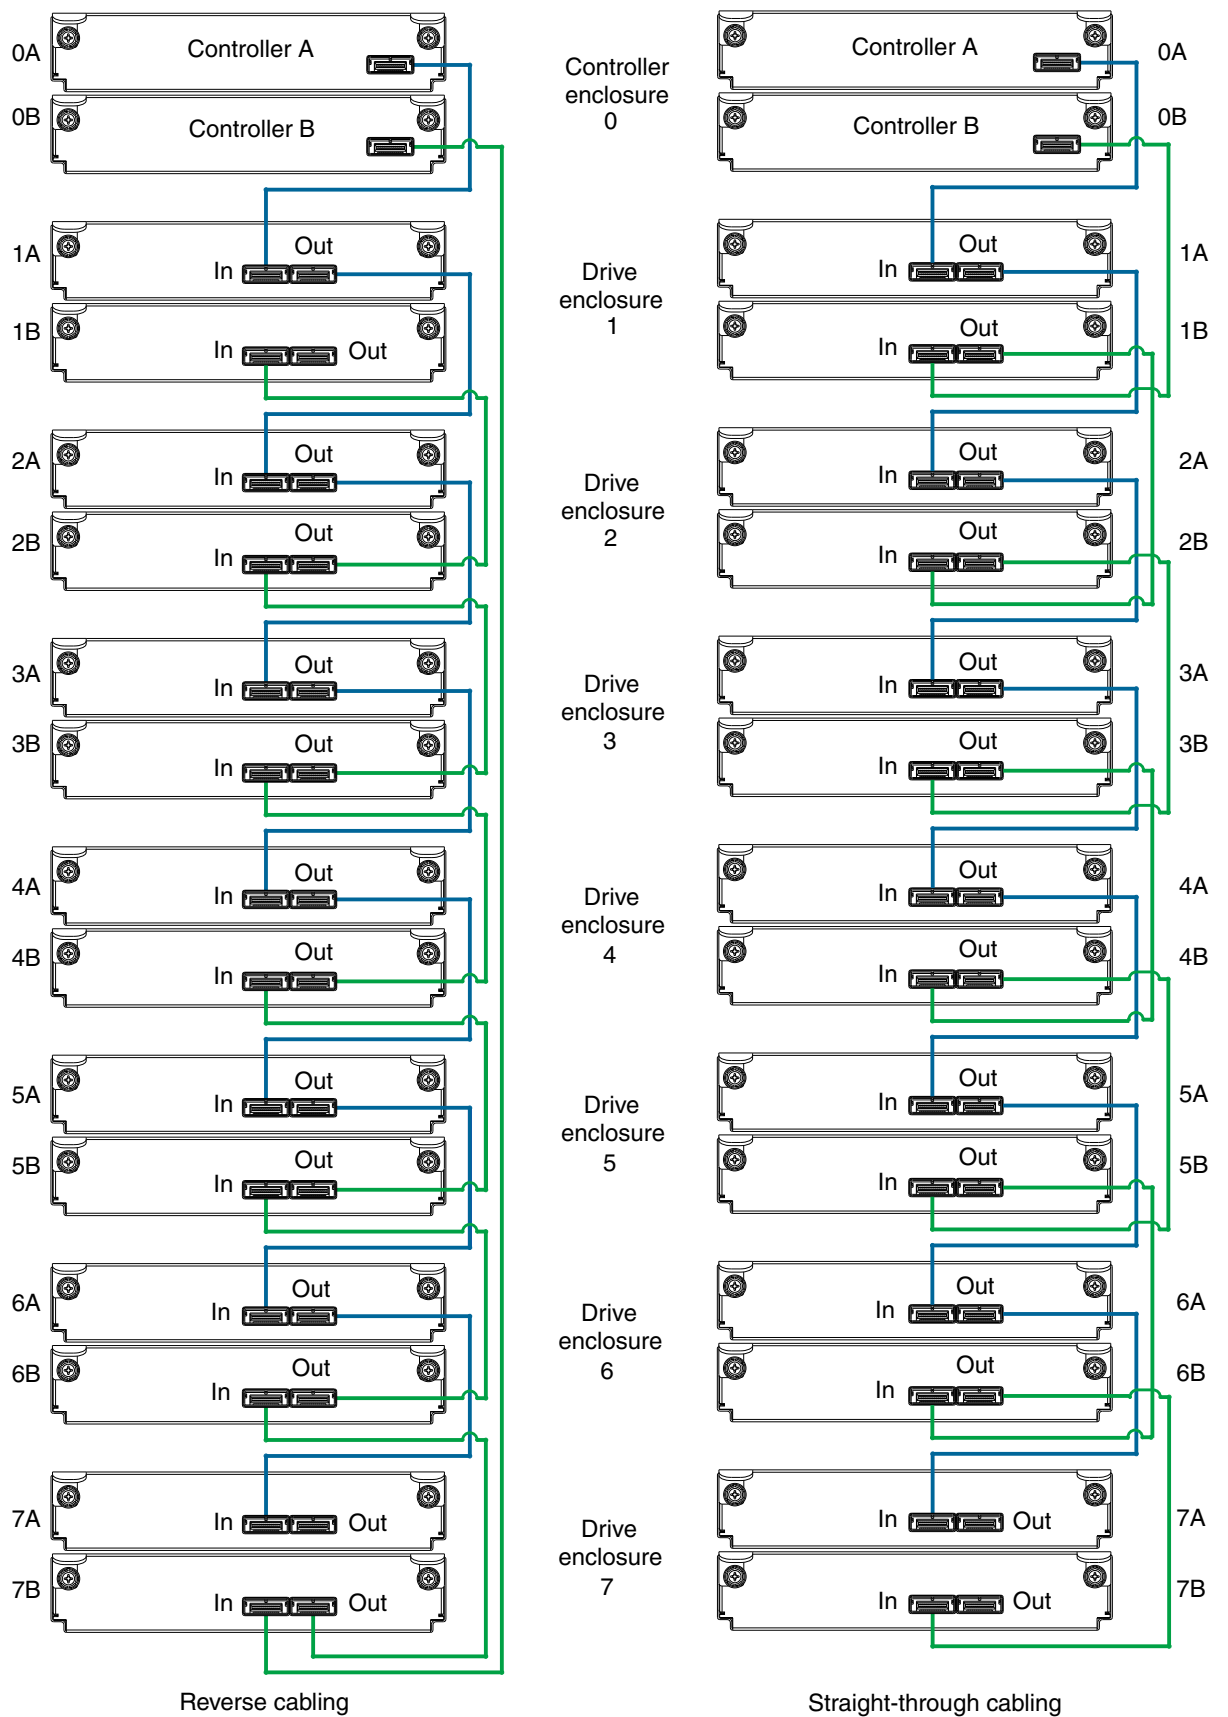 0A
Controller A
0B
Controller B
Controller
enclosure
0
Controller A
0A
Controller B
0B
1A
In
Out
1B
In
Out
Drive
enclosure
1
In
Out
1A
In
Out
1B
2A
In
Out
2B
In
Out
Drive
enclosure
2
In
Out
2A
In
Out
2B
3A
In
Out
3B
In
Out
Drive
enclosure
3
In
Out
3A
In
Out
3B
4A
In
Out
4B
In
Out
Drive
enclosure
4
In
Out
4A
In
Out
4B
5A
In
Out
5B
In
Out
Drive
enclosure
5
In
Out
5A
In
Out
5B
6A
In
Out
6B
In
Out
Drive
enclosure
6
In
Out
6A
In
Out
6B
7A
In
Out
7B
In
Out
Drive
enclosure
7
In
Out
7A
In
Out
7B
Reverse cabling
Straight-through cabling